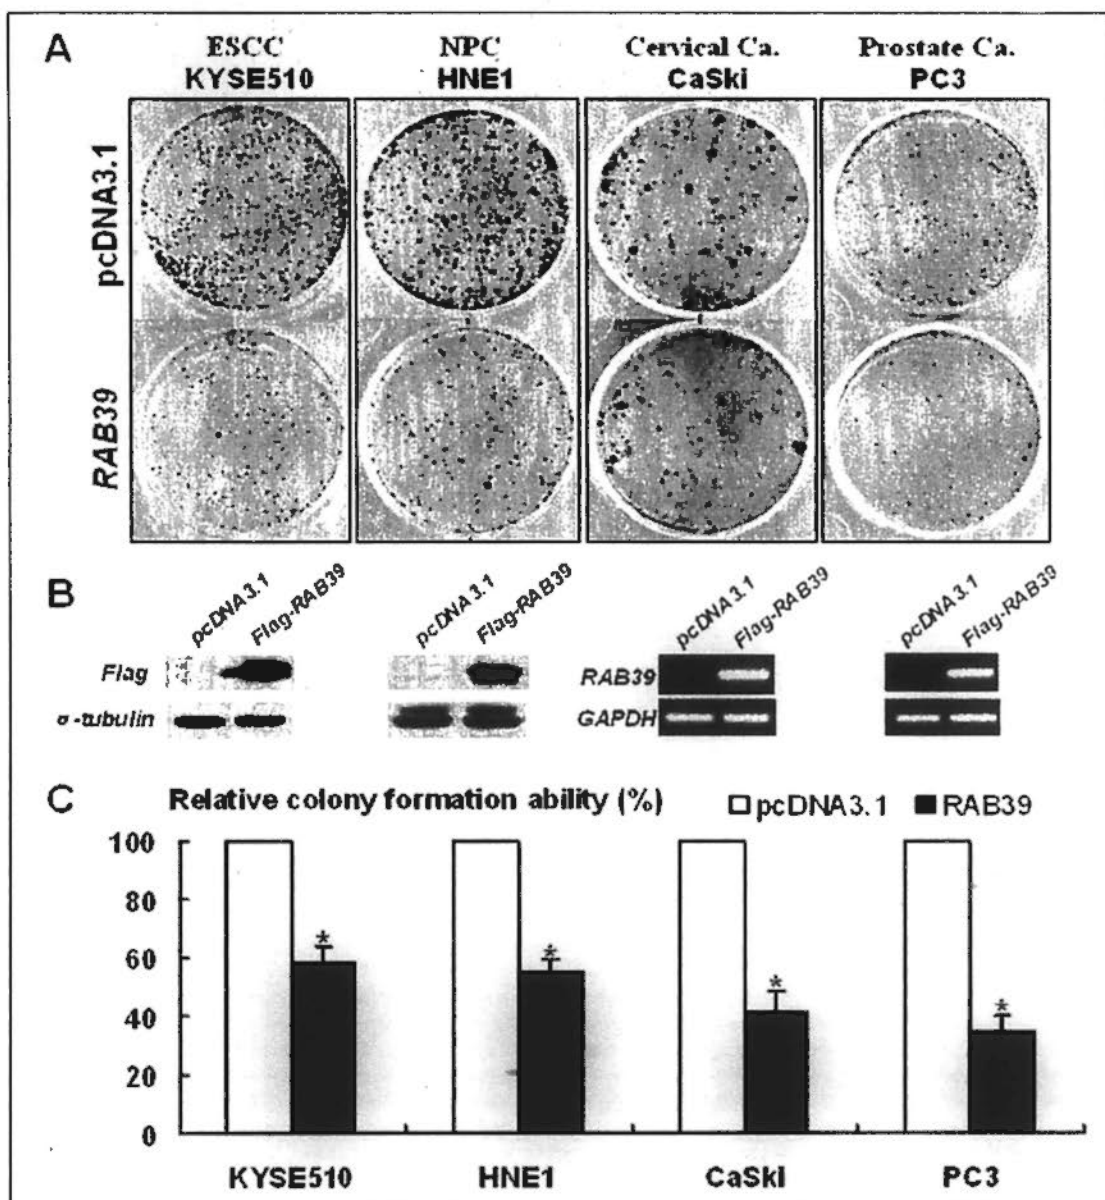 A
ESCC NPC Cervical Ca. Prostate Ca.
KYSE510 HNE1 CaSki PC3
pcDNA3.1
RAB39
B
pcDNA3.1 Flag-RAB39 pcDNA3.1 Flag-RAB39 pcDNA3.1 Flag-RAB39 pcDNA3.1 Flag-RAB39
Flag RAB39
α-tubulin GAPDH
C Relative colony formation ability (%) pcDNA3.1 RAB39
100
80
60
40
20
0
* * * *
KYSE510 HNE1 CaSki PC3